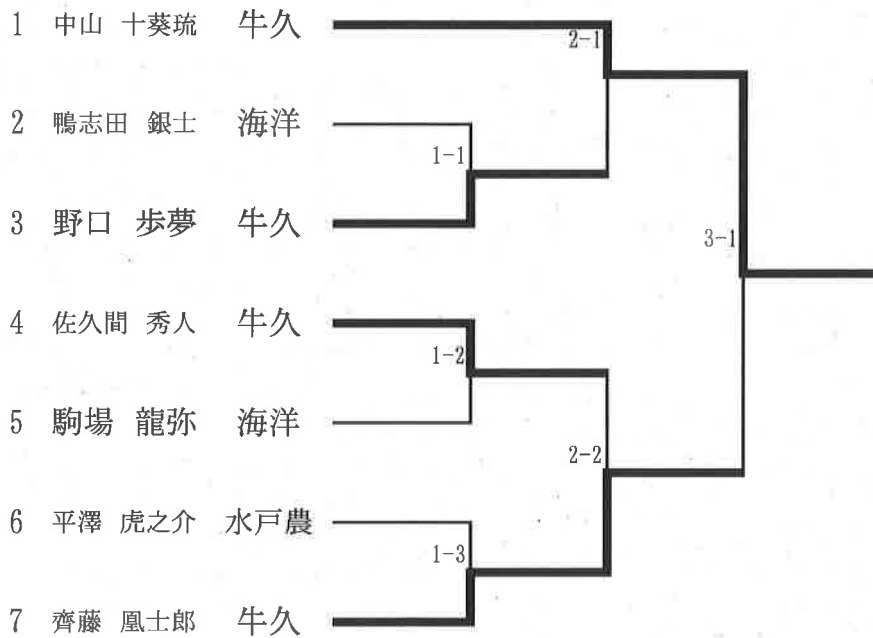 1 中山 十葵琉 牛久
2-1
2 鴨志田 銀士 海洋
1-1
3 野口 歩夢 牛久
3-1
4 佐久間 秀人 牛久
1-2
5 駒場 龍弥 海洋
2-2
6 平澤 虎之介 水戸農
1-3
7 齊藤 凰士郎 牛久